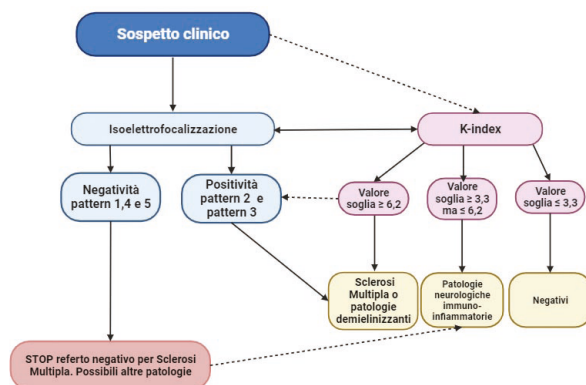 Sospetto clinico
Isoelettrofocalizzazione
K-index
Negatività
pattern 1,4 e 5
Positività
pattern 2 e
pattern 3
Valore
soglia ≥ 6,2
Valore
soglia ≥ 3,3
ma ≤ 6,2
Valore
soglia ≤ 3,3
Sclerosi
Multipla o
patologie
demielinizzanti
Patologie
neurologiche
immuno-
infiammatorie
Negativi
STOP referto negativo per Sclerosi
Multipla. Possibili altre patologie